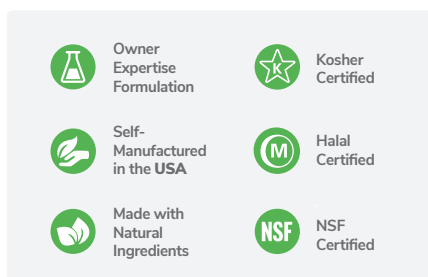 Owner
Expertise
Formulation
K
Kosher
Certified
Self-
Manufactured
in the USA
M
Halal
Certified
Made with
Natural
Ingredients
NSF
NSF
Certified